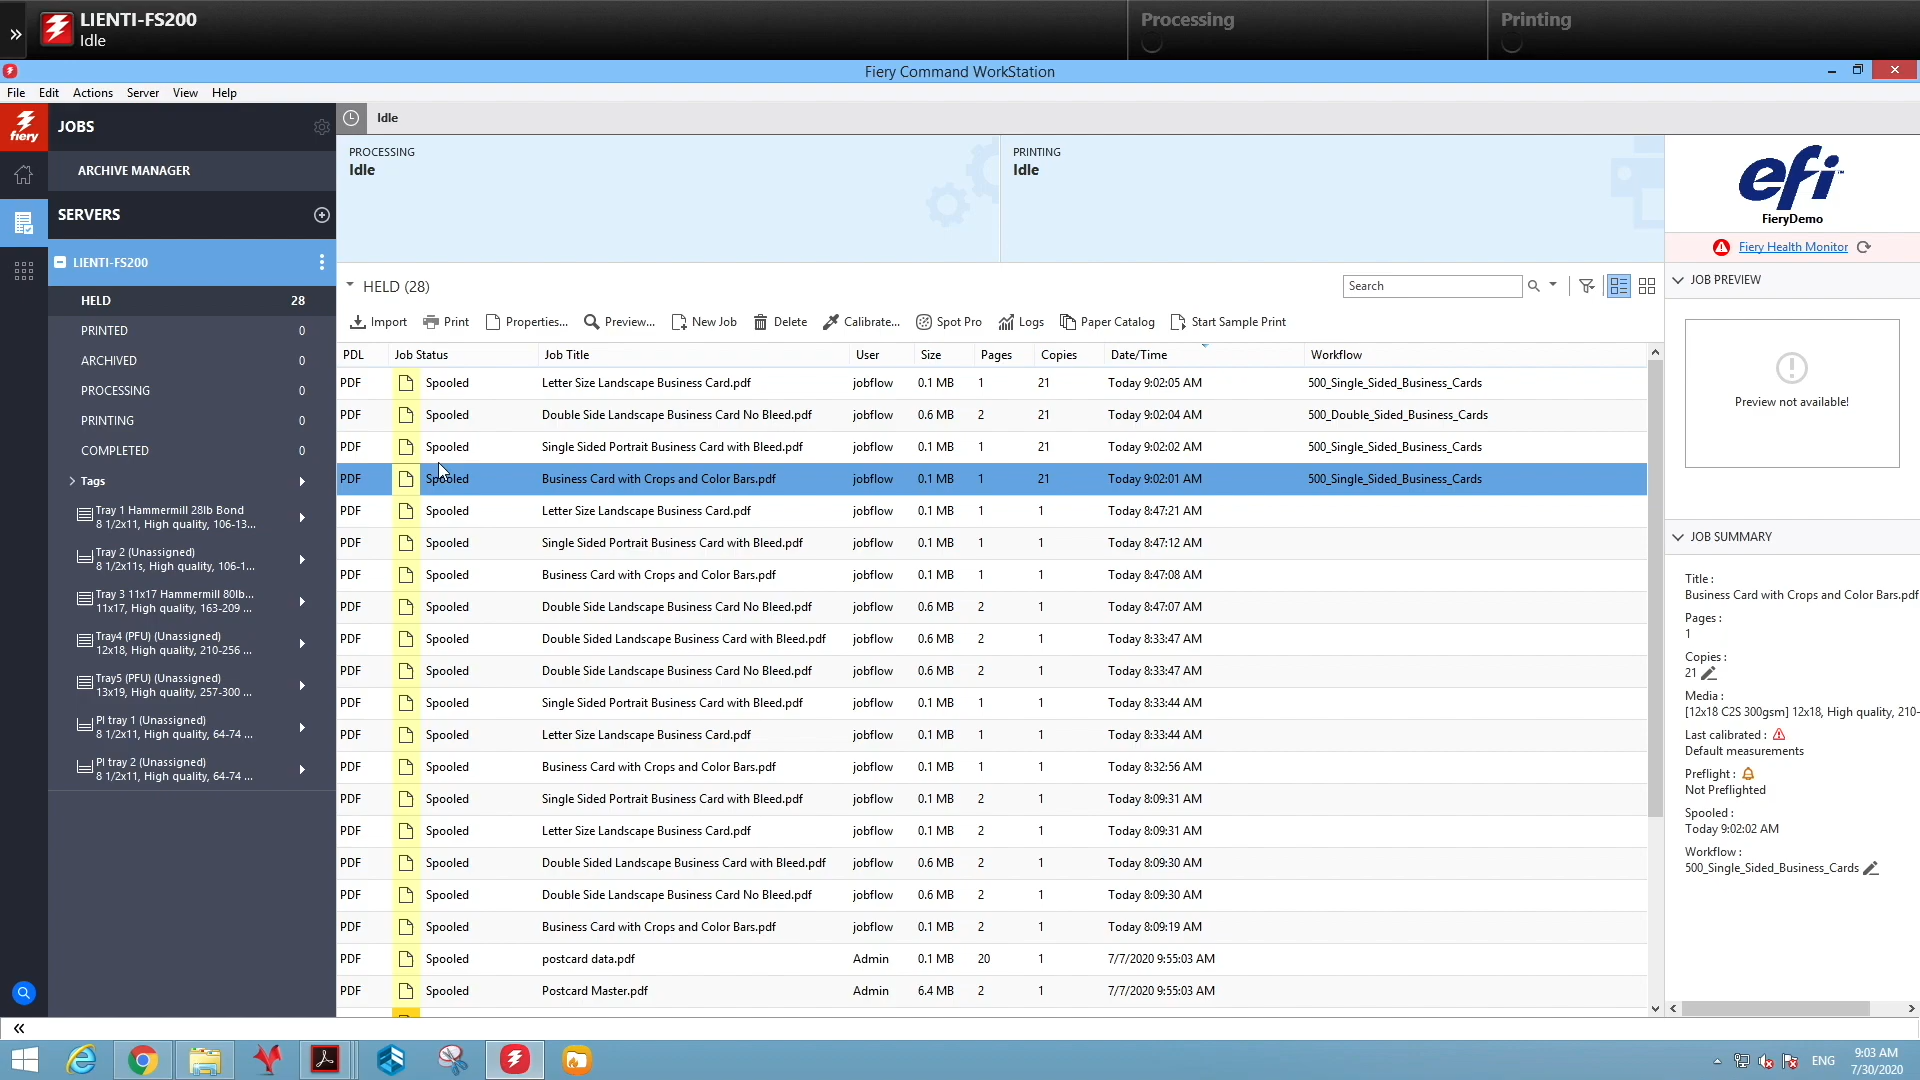 LIENTI-FS200
Idle
Processing
Printing
Fiery Command WorkStation
File Edit Actions Server View Help
fiery
JOBS
Idle
ARCHIVE MANAGER
PROCESSING
Idle
PRINTING
Idle
efi
FieryDemo
SERVERS
Fiery Health Monitor
LIENTI-FS200
HELD (28)
Search
JOB PREVIEW
HELD 28
PRINTED 0
ARCHIVED 0
PROCESSING 0
PRINTING 0
COMPLETED 0
Tags
Tray 1 Hammermill 28lb Bond
8 1/2x11, High quality, 106-13...
Tray 2 (Unassigned)
8 1/2x11s, High quality, 106-1...
Tray 3 11x17 Hammermill 80lb...
11x17, High quality, 163-209 ...
Tray4 (PFU) (Unassigned)
12x18, High quality, 210-256 ...
Tray5 (PFU) (Unassigned)
13x19, High quality, 257-300 ...
PI tray 1 (Unassigned)
8 1/2x11, High quality, 64-74 ...
PI tray 2 (Unassigned)
8 1/2x11, High quality, 64-74 ...
Import Print Properties... Preview... New Job Delete Calibrate... Spot Pro Logs Paper Catalog Start Sample Print
PDL Job Status Job Title User Size Pages Copies Date/Time Workflow
PDF Spooled Letter Size Landscape Business Card.pdf jobflow 0.1 MB 1 21 Today 9:02:05 AM 500_Single_Sided_Business_Cards
PDF Spooled Double Side Landscape Business Card No Bleed.pdf jobflow 0.6 MB 2 21 Today 9:02:04 AM 500_Double_Sided_Business_Cards
PDF Spooled Single Sided Portrait Business Card with Bleed.pdf jobflow 0.1 MB 1 21 Today 9:02:02 AM 500_Single_Sided_Business_Cards
PDF Spooled Business Card with Crops and Color Bars.pdf jobflow 0.1 MB 1 21 Today 9:02:01 AM 500_Single_Sided_Business_Cards
PDF Spooled Letter Size Landscape Business Card.pdf jobflow 0.1 MB 1 1 Today 8:47:21 AM
PDF Spooled Single Sided Portrait Business Card with Bleed.pdf jobflow 0.1 MB 1 1 Today 8:47:12 AM
PDF Spooled Business Card with Crops and Color Bars.pdf jobflow 0.1 MB 1 1 Today 8:47:08 AM
PDF Spooled Double Side Landscape Business Card No Bleed.pdf jobflow 0.6 MB 2 1 Today 8:47:07 AM
PDF Spooled Double Sided Landscape Business Card with Bleed.pdf jobflow 0.6 MB 2 1 Today 8:33:47 AM
PDF Spooled Double Side Landscape Business Card No Bleed.pdf jobflow 0.6 MB 2 1 Today 8:33:47 AM
PDF Spooled Single Sided Portrait Business Card with Bleed.pdf jobflow 0.1 MB 1 1 Today 8:33:44 AM
PDF Spooled Letter Size Landscape Business Card.pdf jobflow 0.1 MB 1 1 Today 8:33:44 AM
PDF Spooled Business Card with Crops and Color Bars.pdf jobflow 0.1 MB 1 1 Today 8:32:56 AM
PDF Spooled Single Sided Portrait Business Card with Bleed.pdf jobflow 0.1 MB 2 1 Today 8:09:31 AM
PDF Spooled Letter Size Landscape Business Card.pdf jobflow 0.1 MB 2 1 Today 8:09:31 AM
PDF Spooled Double Sided Landscape Business Card with Bleed.pdf jobflow 0.6 MB 2 1 Today 8:09:30 AM
PDF Spooled Double Side Landscape Business Card No Bleed.pdf jobflow 0.6 MB 2 1 Today 8:09:30 AM
PDF Spooled Business Card with Crops and Color Bars.pdf jobflow 0.1 MB 2 1 Today 8:09:19 AM
PDF Spooled postcard data.pdf Admin 0.1 MB 20 1 7/7/2020 9:55:03 AM
PDF Spooled Postcard Master.pdf Admin 6.4 MB 2 1 7/7/2020 9:55:03 AM
Preview not available!
JOB SUMMARY
Title :
Business Card with Crops and Color Bars.pdf
Pages :
1
Copies :
21
Media :
[12x18 C2S 300gsm] 12x18, High quality, 210-
Last calibrated :
Default measurements
Preflight :
Not Preflighted
Spooled :
Today 9:02:02 AM
Workflow :
500_Single_Sided_Business_Cards
ENG
9:03 AM
7/30/2020